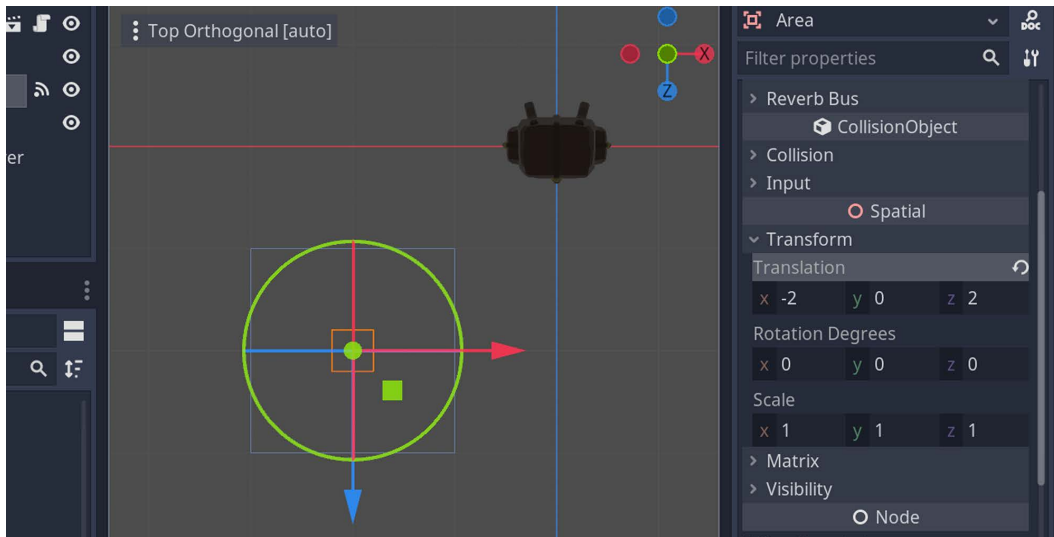 er
Top Orthogonal [auto]
X
Z
Area
DOC
Filter properties
Reverb Bus
CollisionObject
Collision
Input
Spatial
Transform
Translation
x -2 y 0 z 2
Rotation Degrees
x 0 y 0 z 0
Scale
x 1 y 1 z 1
Matrix
Visibility
Node